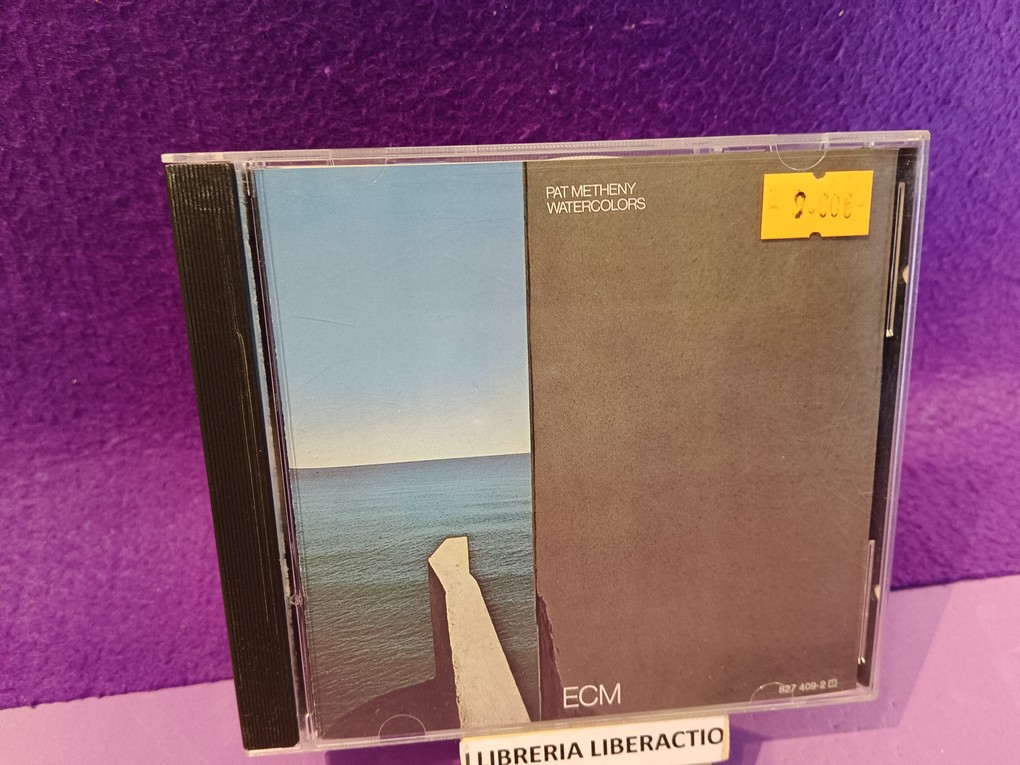 PAT METHENY
WATERCOLORS
9.00€
ECM
827 409-2
LLIBRERIA LIBERACTIO